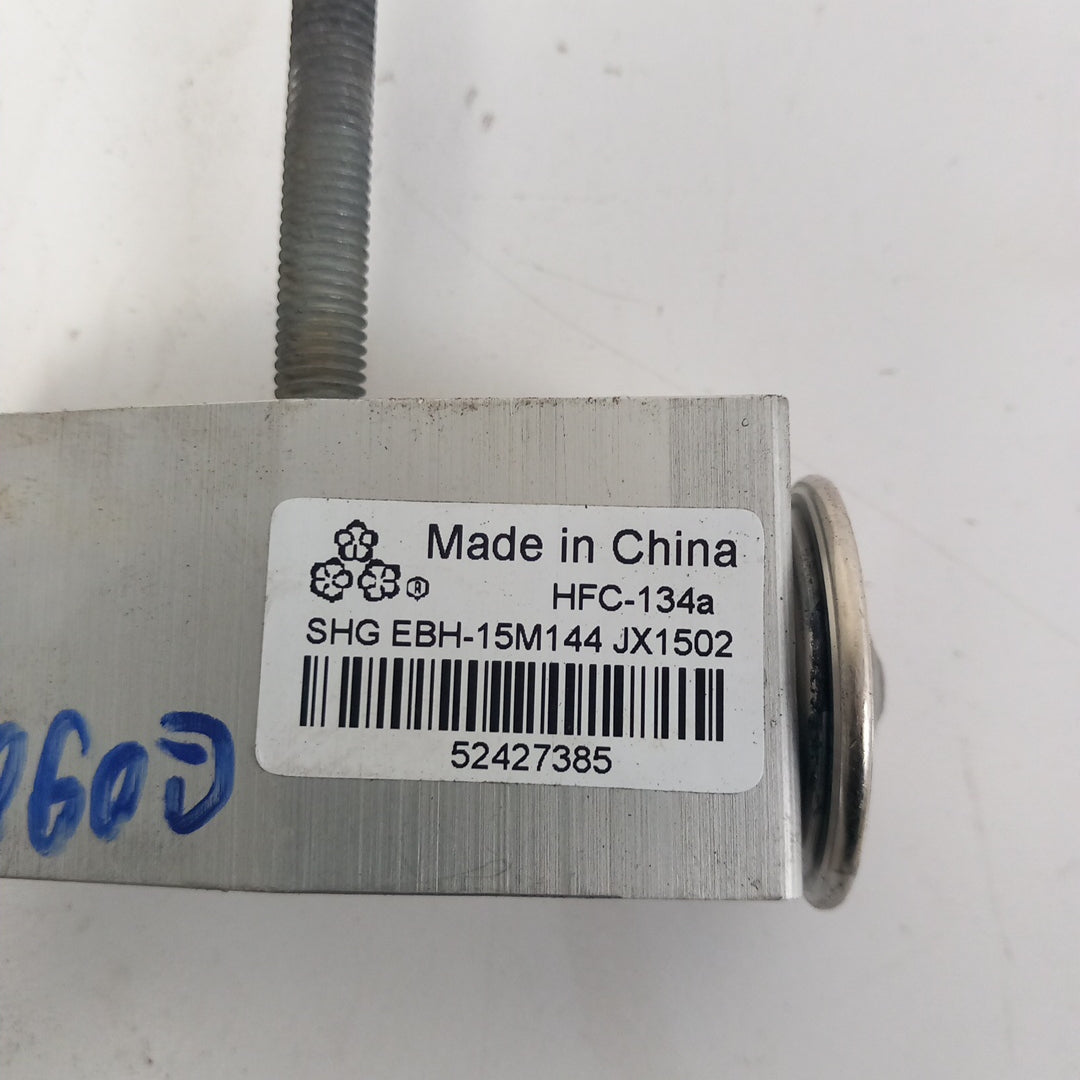 Made in China
®
HFC-134a
SHG EBH-15M144 JX1502
52427385